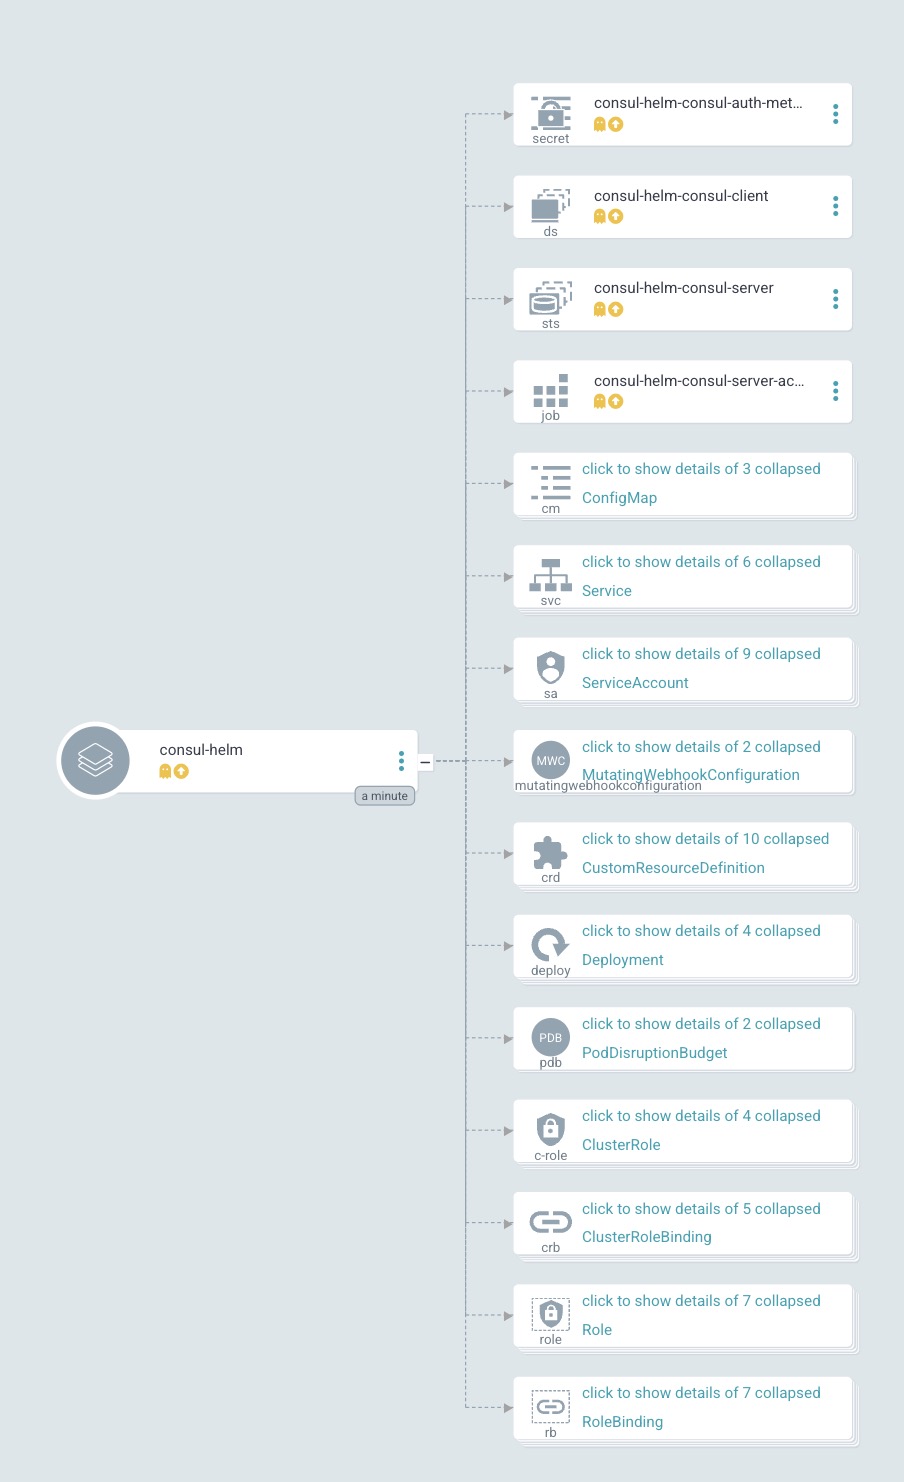 consul-helm-consul-auth-met...
secret
consul-helm-consul-client
ds
consul-helm-consul-server
sts
consul-helm-consul-server-ac...
job
click to show details of 3 collapsed
ConfigMap
cm
click to show details of 6 collapsed
Service
svc
click to show details of 9 collapsed
ServiceAccount
sa
consul-helm
a minute
click to show details of 2 collapsed
MWC
MutatingWebhookConfiguration
mutatingwebhookconfiguration
click to show details of 10 collapsed
CustomResourceDefinition
crd
click to show details of 4 collapsed
Deployment
deploy
click to show details of 2 collapsed
PDB
PodDisruptionBudget
pdb
click to show details of 4 collapsed
ClusterRole
c-role
click to show details of 5 collapsed
ClusterRoleBinding
crb
click to show details of 7 collapsed
Role
role
click to show details of 7 collapsed
RoleBinding
rb